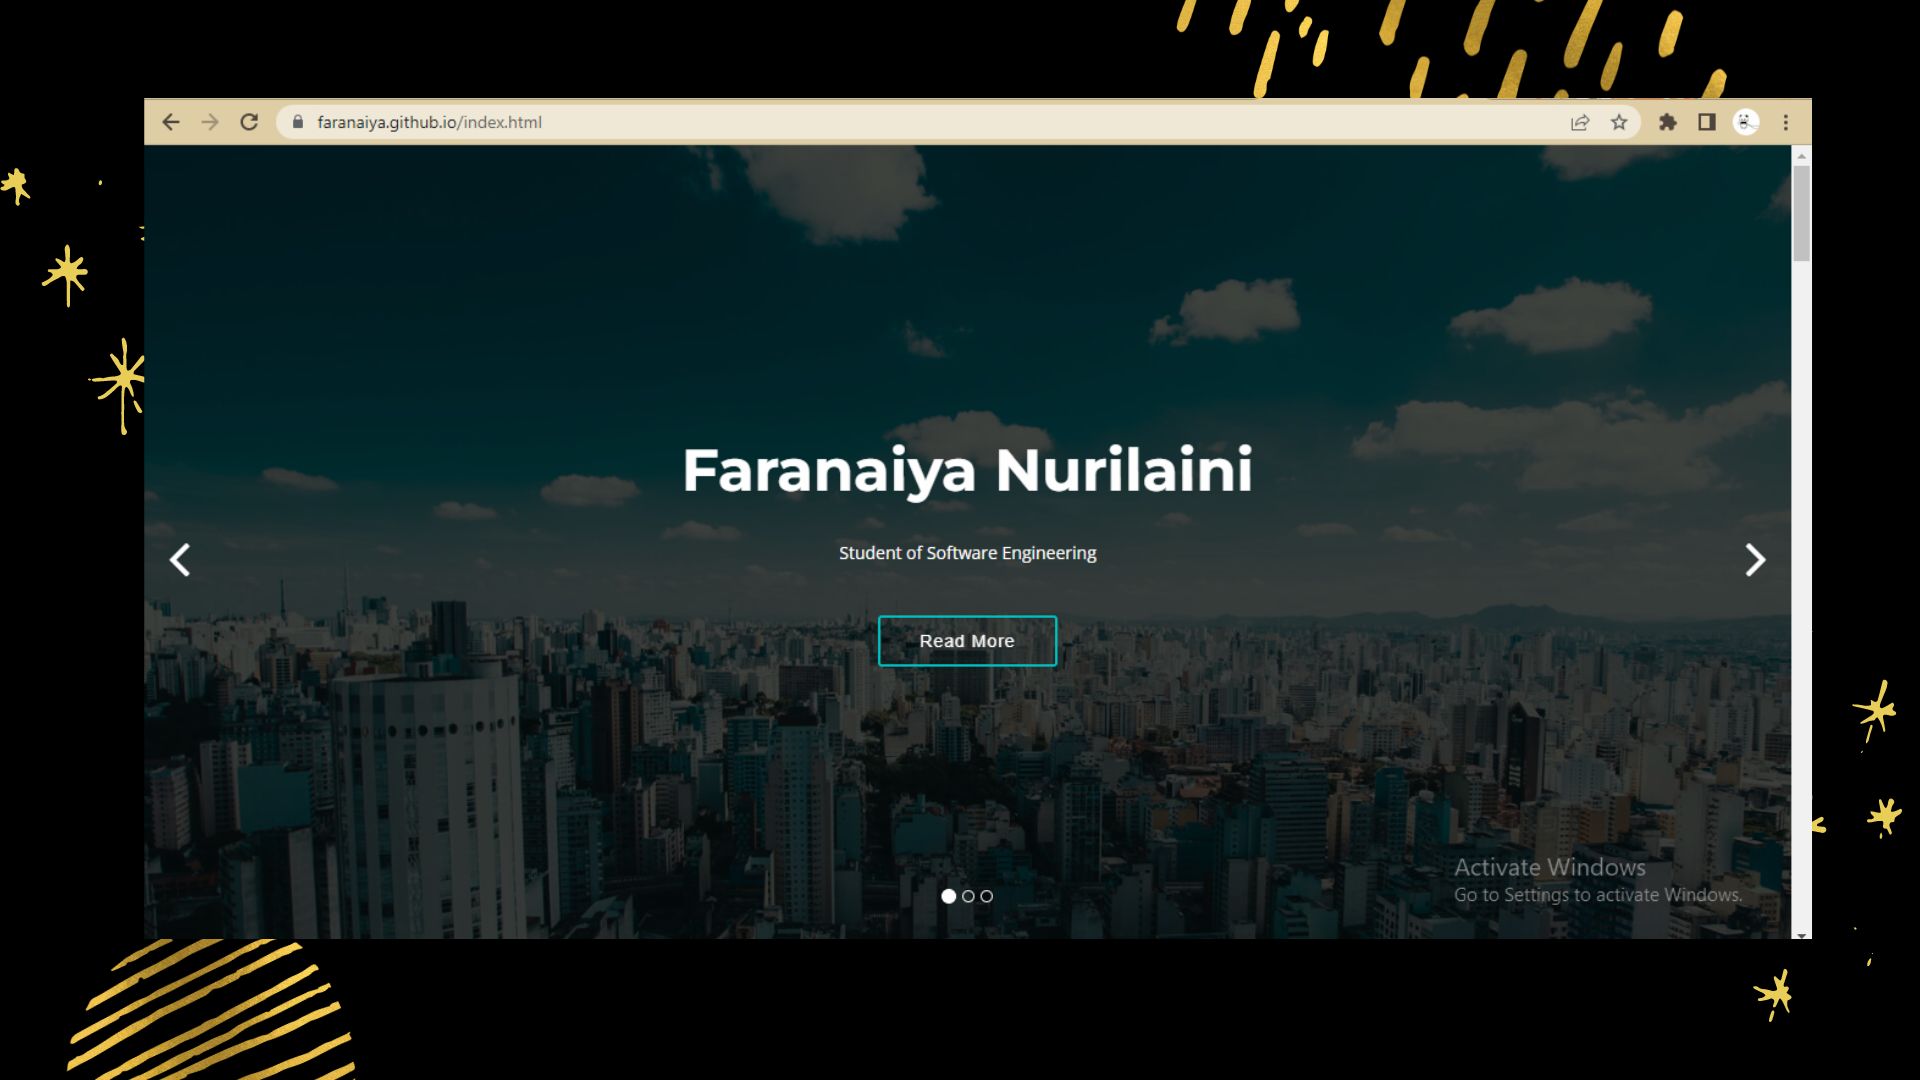 faranaiya.github.io/index.html
Faranaiya Nurilaini
Student of Software Engineering
Read More
Activate Windows
Go to Settings to activate Windows.